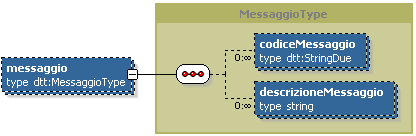 MessaggioType
messaggio
type dtt:MessaggioType
codiceMessaggio
type dtt:StringDue
0:∞
descrizioneMessaggio
type string
0:∞